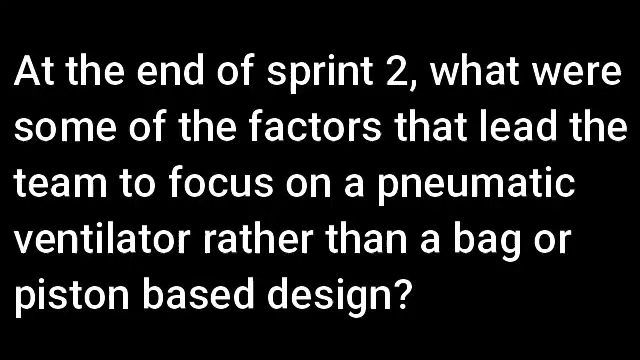 At the end of sprint 2, what were
some of the factors that lead the
team to focus on a pneumatic
ventilator rather than a bag or
piston based design?